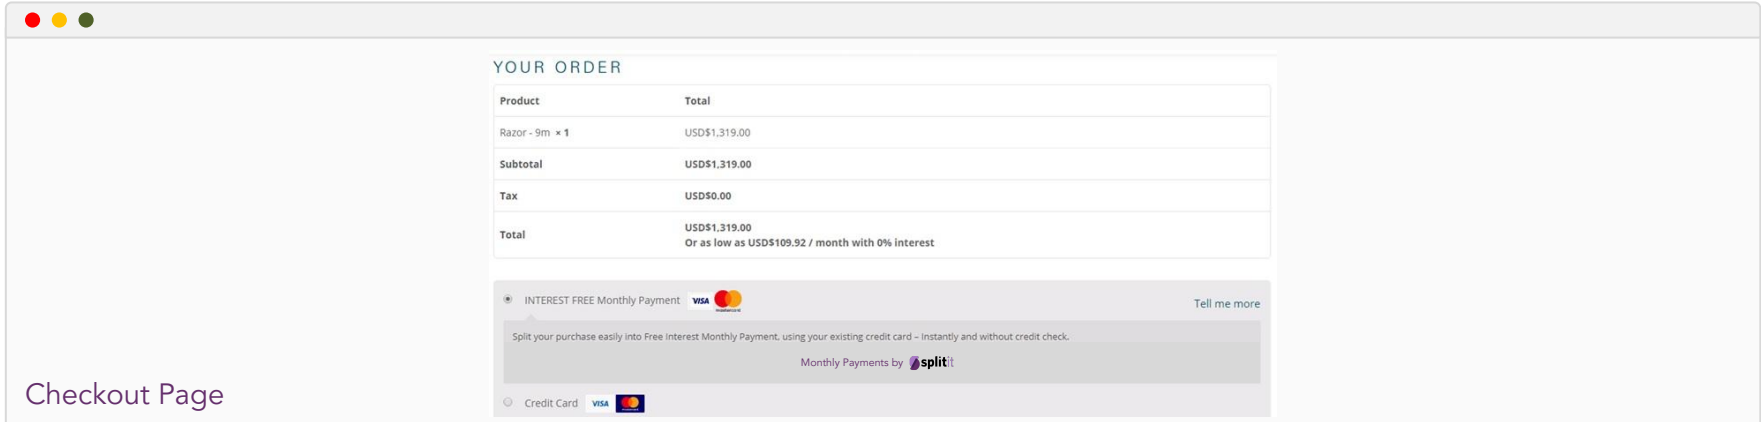 YOUR ORDER
Product Total
Razor - 9m × 1 USD$1,319.00
Subtotal USD$1,319.00
Tax USD$0.00
Total USD$1,319.00
Or as low as USD$109.92 / month with 0% interest
INTEREST FREE Monthly Payment VISA
Tell me more
Split your purchase easily into Free Interest Monthly Payment, using your existing credit card – Instantly and without credit check.
Monthly Payments by splitit
Credit Card VISA
Checkout Page